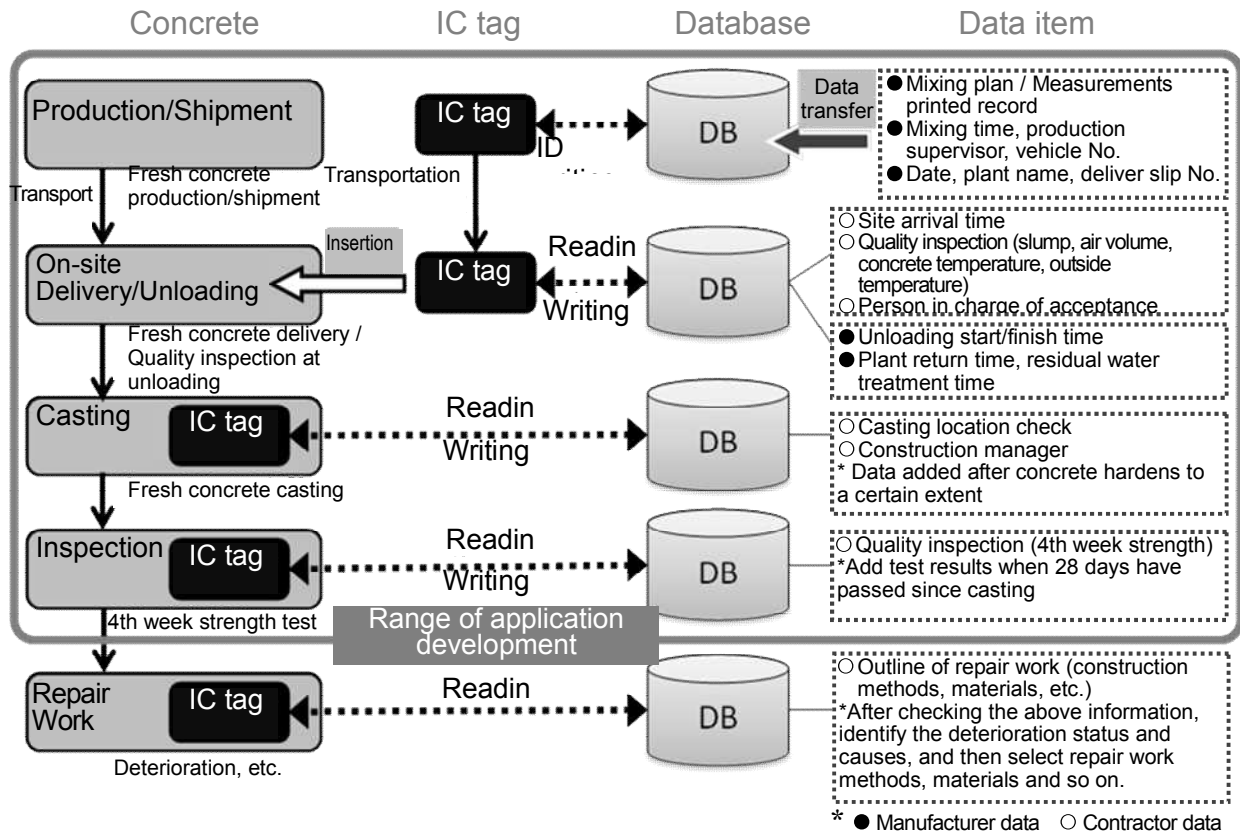 Concrete IC tag Database Data item
Production/Shipment
IC tag
ID
DB
Data
transfer
● Mixing plan / Measurements
printed record
● Mixing time, production
supervisor, vehicle No.
● Date, plant name, deliver slip No.
Transport
Fresh concrete
production/shipment
Transportation
On-site
Delivery/Unloading
Insertion
IC tag
Readin
Writing
DB
○ Site arrival time
○ Quality inspection (slump, air volume,
concrete temperature, outside
temperature)
○ Person in charge of acceptance
● Unloading start/finish time
● Plant return time, residual water
treatment time
Fresh concrete delivery /
Quality inspection at
unloading
Casting
IC tag
Readin
Writing
DB
○ Casting location check
○ Construction manager
* Data added after concrete hardens to
a certain extent
Fresh concrete casting
Inspection
IC tag
Readin
Writing
DB
○ Quality inspection (4th week strength)
*Add test results when 28 days have
passed since casting
4th week strength test
Range of application
development
Repair
Work
IC tag
Readin
DB
○ Outline of repair work (construction
methods, materials, etc.)
*After checking the above information,
identify the deterioration status and
causes, and then select repair work
methods, materials and so on.
Deterioration, etc.
* ● Manufacturer data ○ Contractor data